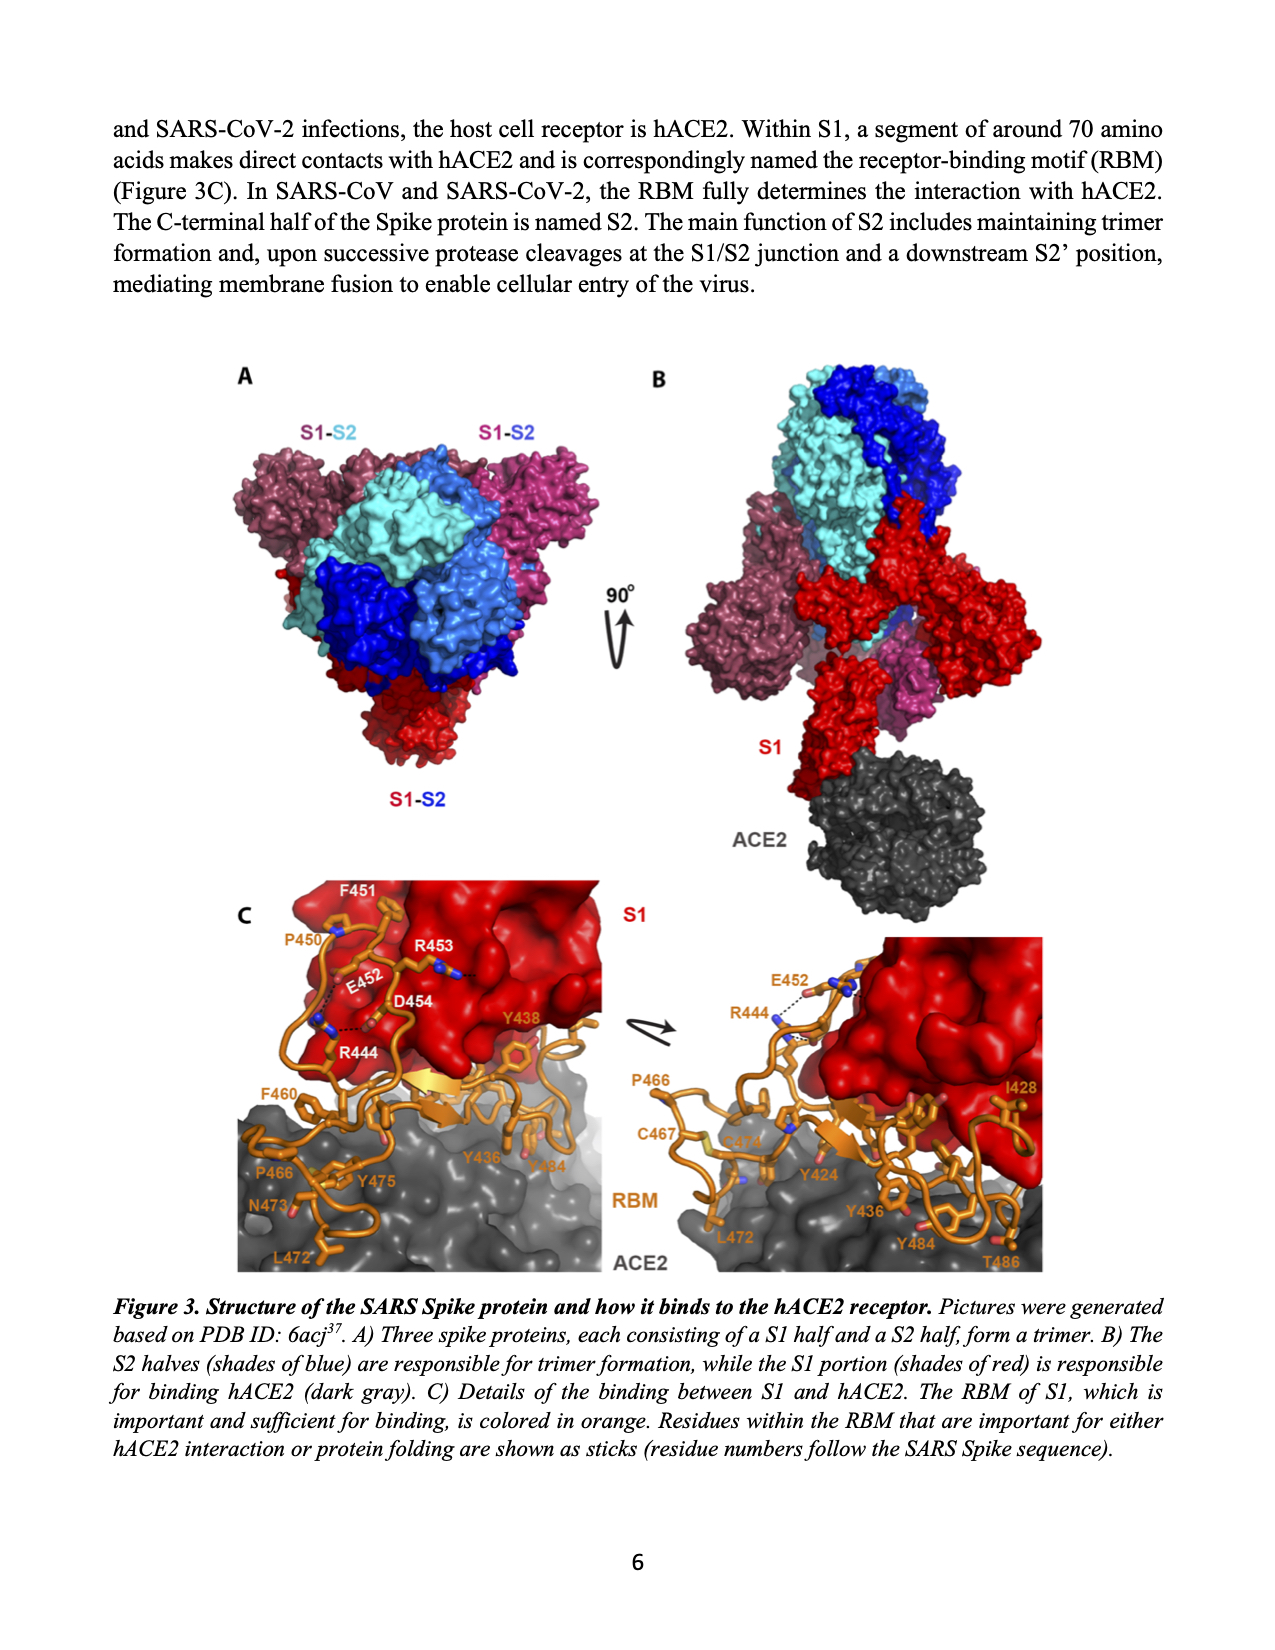 and SARS-CoV-2 infections, the host cell receptor is hACE2. Within S1, a segment of around 70 amino
acids makes direct contacts with hACE2 and is correspondingly named the receptor-binding motif (RBM)
(Figure 3C). In SARS-CoV and SARS-CoV-2, the RBM fully determines the interaction with hACE2.
The C-terminal half of the Spike protein is named S2. The main function of S2 includes maintaining trimer
formation and, upon successive protease cleavages at the S1/S2 junction and a downstream S2’ position,
mediating membrane fusion to enable cellular entry of the virus.
A
S1-S2
S1-S2
S1-S2
90°
B
S1
ACE2
C
F451
P450
R453
E452
D454
Y438
R444
F460
Y436
Y484
P466
Y475
N473
L472
S1
RBM
ACE2
E452
R444
P466
I428
C467
C474
Y424
Y436
L472
Y484
T486
Figure 3. Structure of the SARS Spike protein and how it binds to the hACE2 receptor. Pictures were generated
based on PDB ID: 6acj37. A) Three spike proteins, each consisting of a S1 half and a S2 half, form a trimer. B) The
S2 halves (shades of blue) are responsible for trimer formation, while the S1 portion (shades of red) is responsible
for binding hACE2 (dark gray). C) Details of the binding between S1 and hACE2. The RBM of S1, which is
important and sufficient for binding, is colored in orange. Residues within the RBM that are important for either
hACE2 interaction or protein folding are shown as sticks (residue numbers follow the SARS Spike sequence).
6